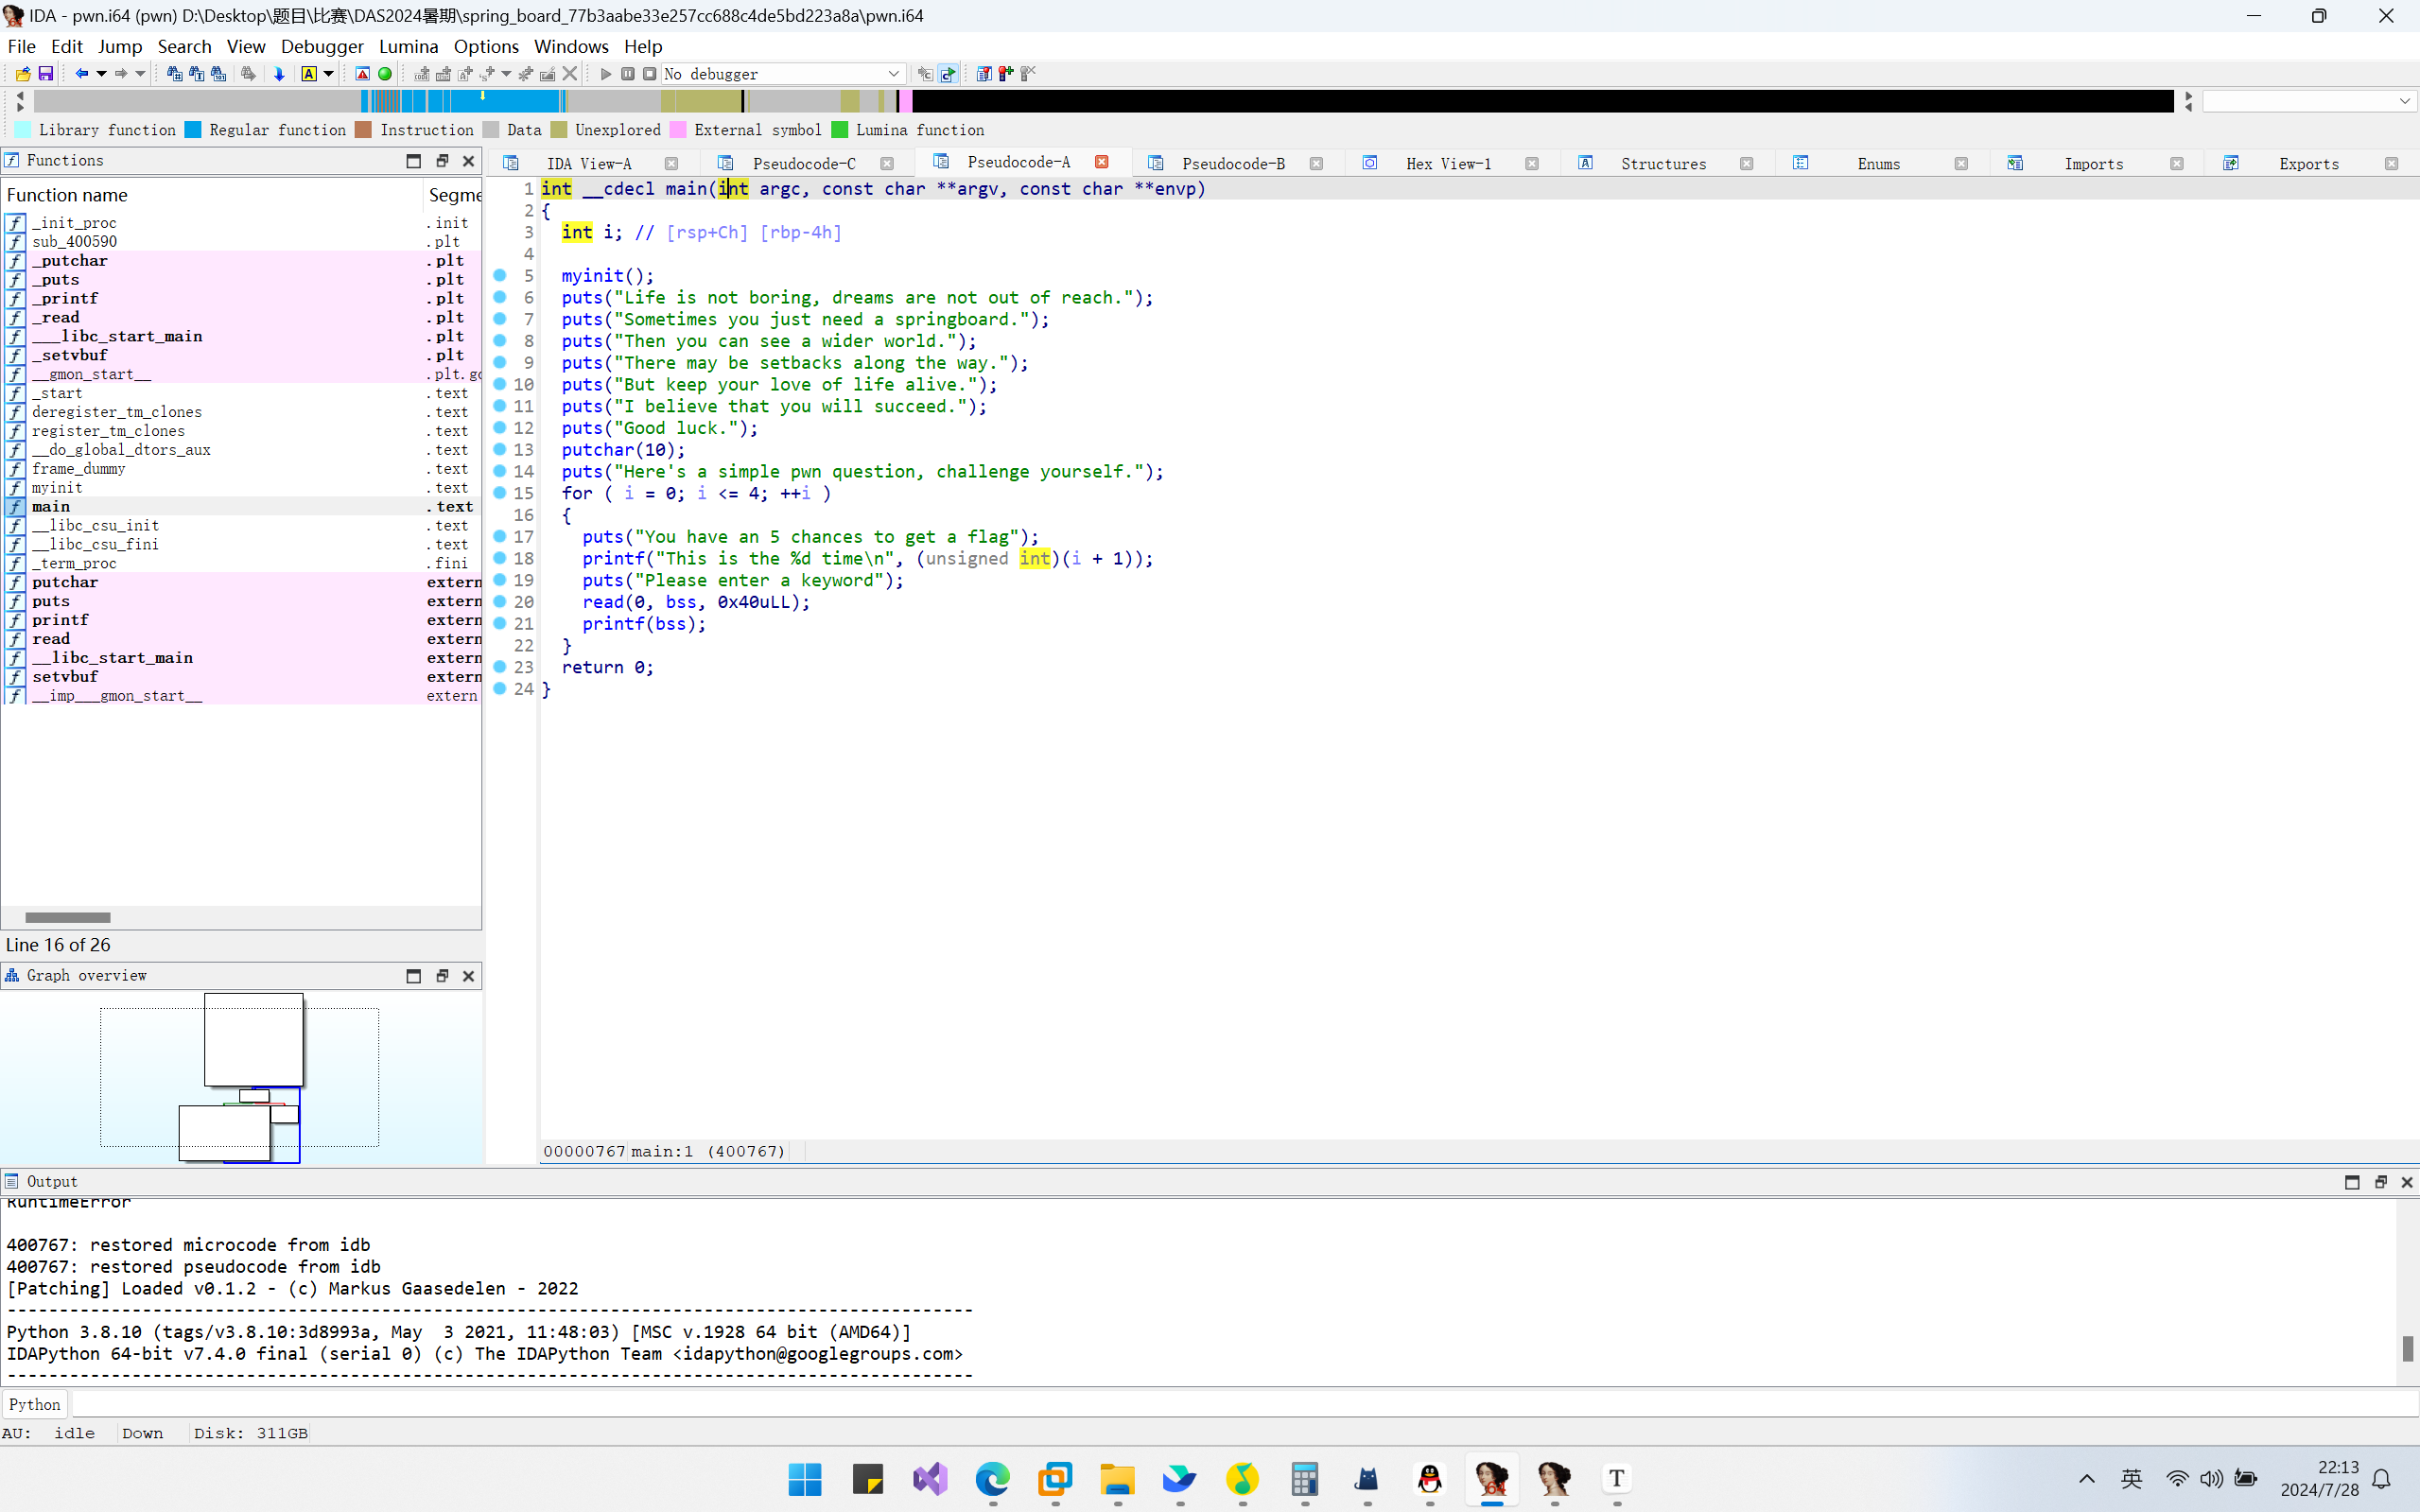 IDA - pwn.i64 (pwn) D:\Desktop\题目\比赛\DAS2024暑期\spring_board_77b3aabe33e257cc688c4de5bd223a8a\pwn.i64
File Edit Jump Search View Debugger Lumina Options Windows Help
No debugger
Library function Regular function Instruction Data Unexplored External symbol Lumina function
Functions
Function name Segme
_init_proc .init
sub_400590 .plt
_putchar .plt
_puts .plt
_printf .plt
_read .plt
___libc_start_main .plt
_setvbuf .plt
__gmon_start__ .plt.go
_start .text
deregister_tm_clones .text
register_tm_clones .text
__do_global_dtors_aux .text
frame_dummy .text
myinit .text
main .text
__libc_csu_init .text
__libc_csu_fini .text
_term_proc .fini
putchar extern
puts extern
printf extern
read extern
__libc_start_main extern
setvbuf extern
__imp___gmon_start__ extern
Line 16 of 26
Graph overview
IDA View-A Pseudocode-C Pseudocode-A Pseudocode-B Hex View-1 Structures Enums Imports Exports
1 int __cdecl main(int argc, const char **argv, const char **envp)
2 {
3   int i; // [rsp+Ch] [rbp-4h]
4
5   myinit();
6   puts("Life is not boring, dreams are not out of reach.");
7   puts("Sometimes you just need a springboard.");
8   puts("Then you can see a wider world.");
9   puts("There may be setbacks along the way.");
10   puts("But keep your love of life alive.");
11   puts("I believe that you will succeed.");
12   puts("Good luck.");
13   putchar(10);
14   puts("Here's a simple pwn question, challenge yourself.");
15   for ( i = 0; i <= 4; ++i )
16   {
17     puts("You have an 5 chances to get a flag");
18     printf("This is the %d time\n", (unsigned int)(i + 1));
19     puts("Please enter a keyword");
20     read(0, bss, 0x40uLL);
21     printf(bss);
22   }
23   return 0;
24 }
00000767 main:1 (400767)
Output
RuntimeError
400767: restored microcode from idb
400767: restored pseudocode from idb
[Patching] Loaded v0.1.2 - (c) Markus Gaasedelen - 2022
---------------------------------------------------------------------------------------------
Python 3.8.10 (tags/v3.8.10:3d8993a, May  3 2021, 11:48:03) [MSC v.1928 64 bit (AMD64)]
IDAPython 64-bit v7.4.0 final (serial 0) (c) The IDAPython Team <idapython@googlegroups.com>
---------------------------------------------------------------------------------------------
Python
AU: idle Down Disk: 311GB
64
T
英
22:13
2024/7/28